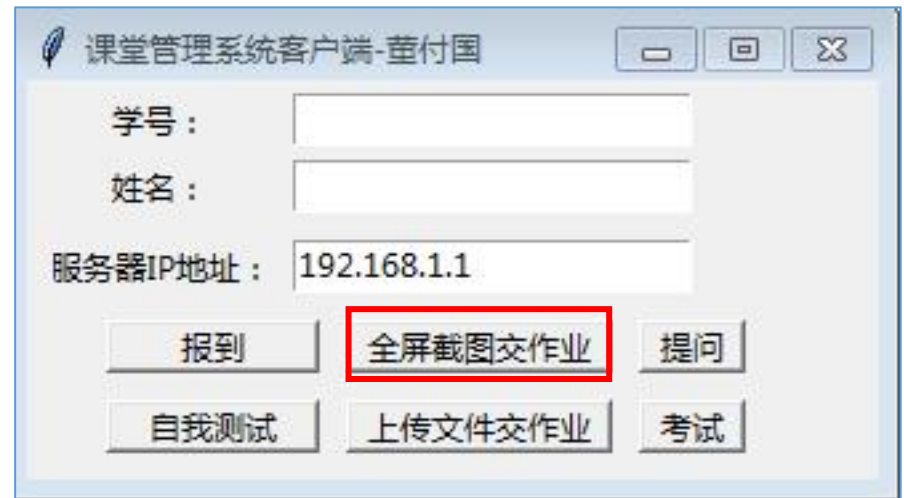 课堂管理系统客户端-董付国
学号：
姓名：
服务器IP地址： 192.168.1.1
报到 全屏截图交作业 提问
自我测试 上传文件交作业 考试